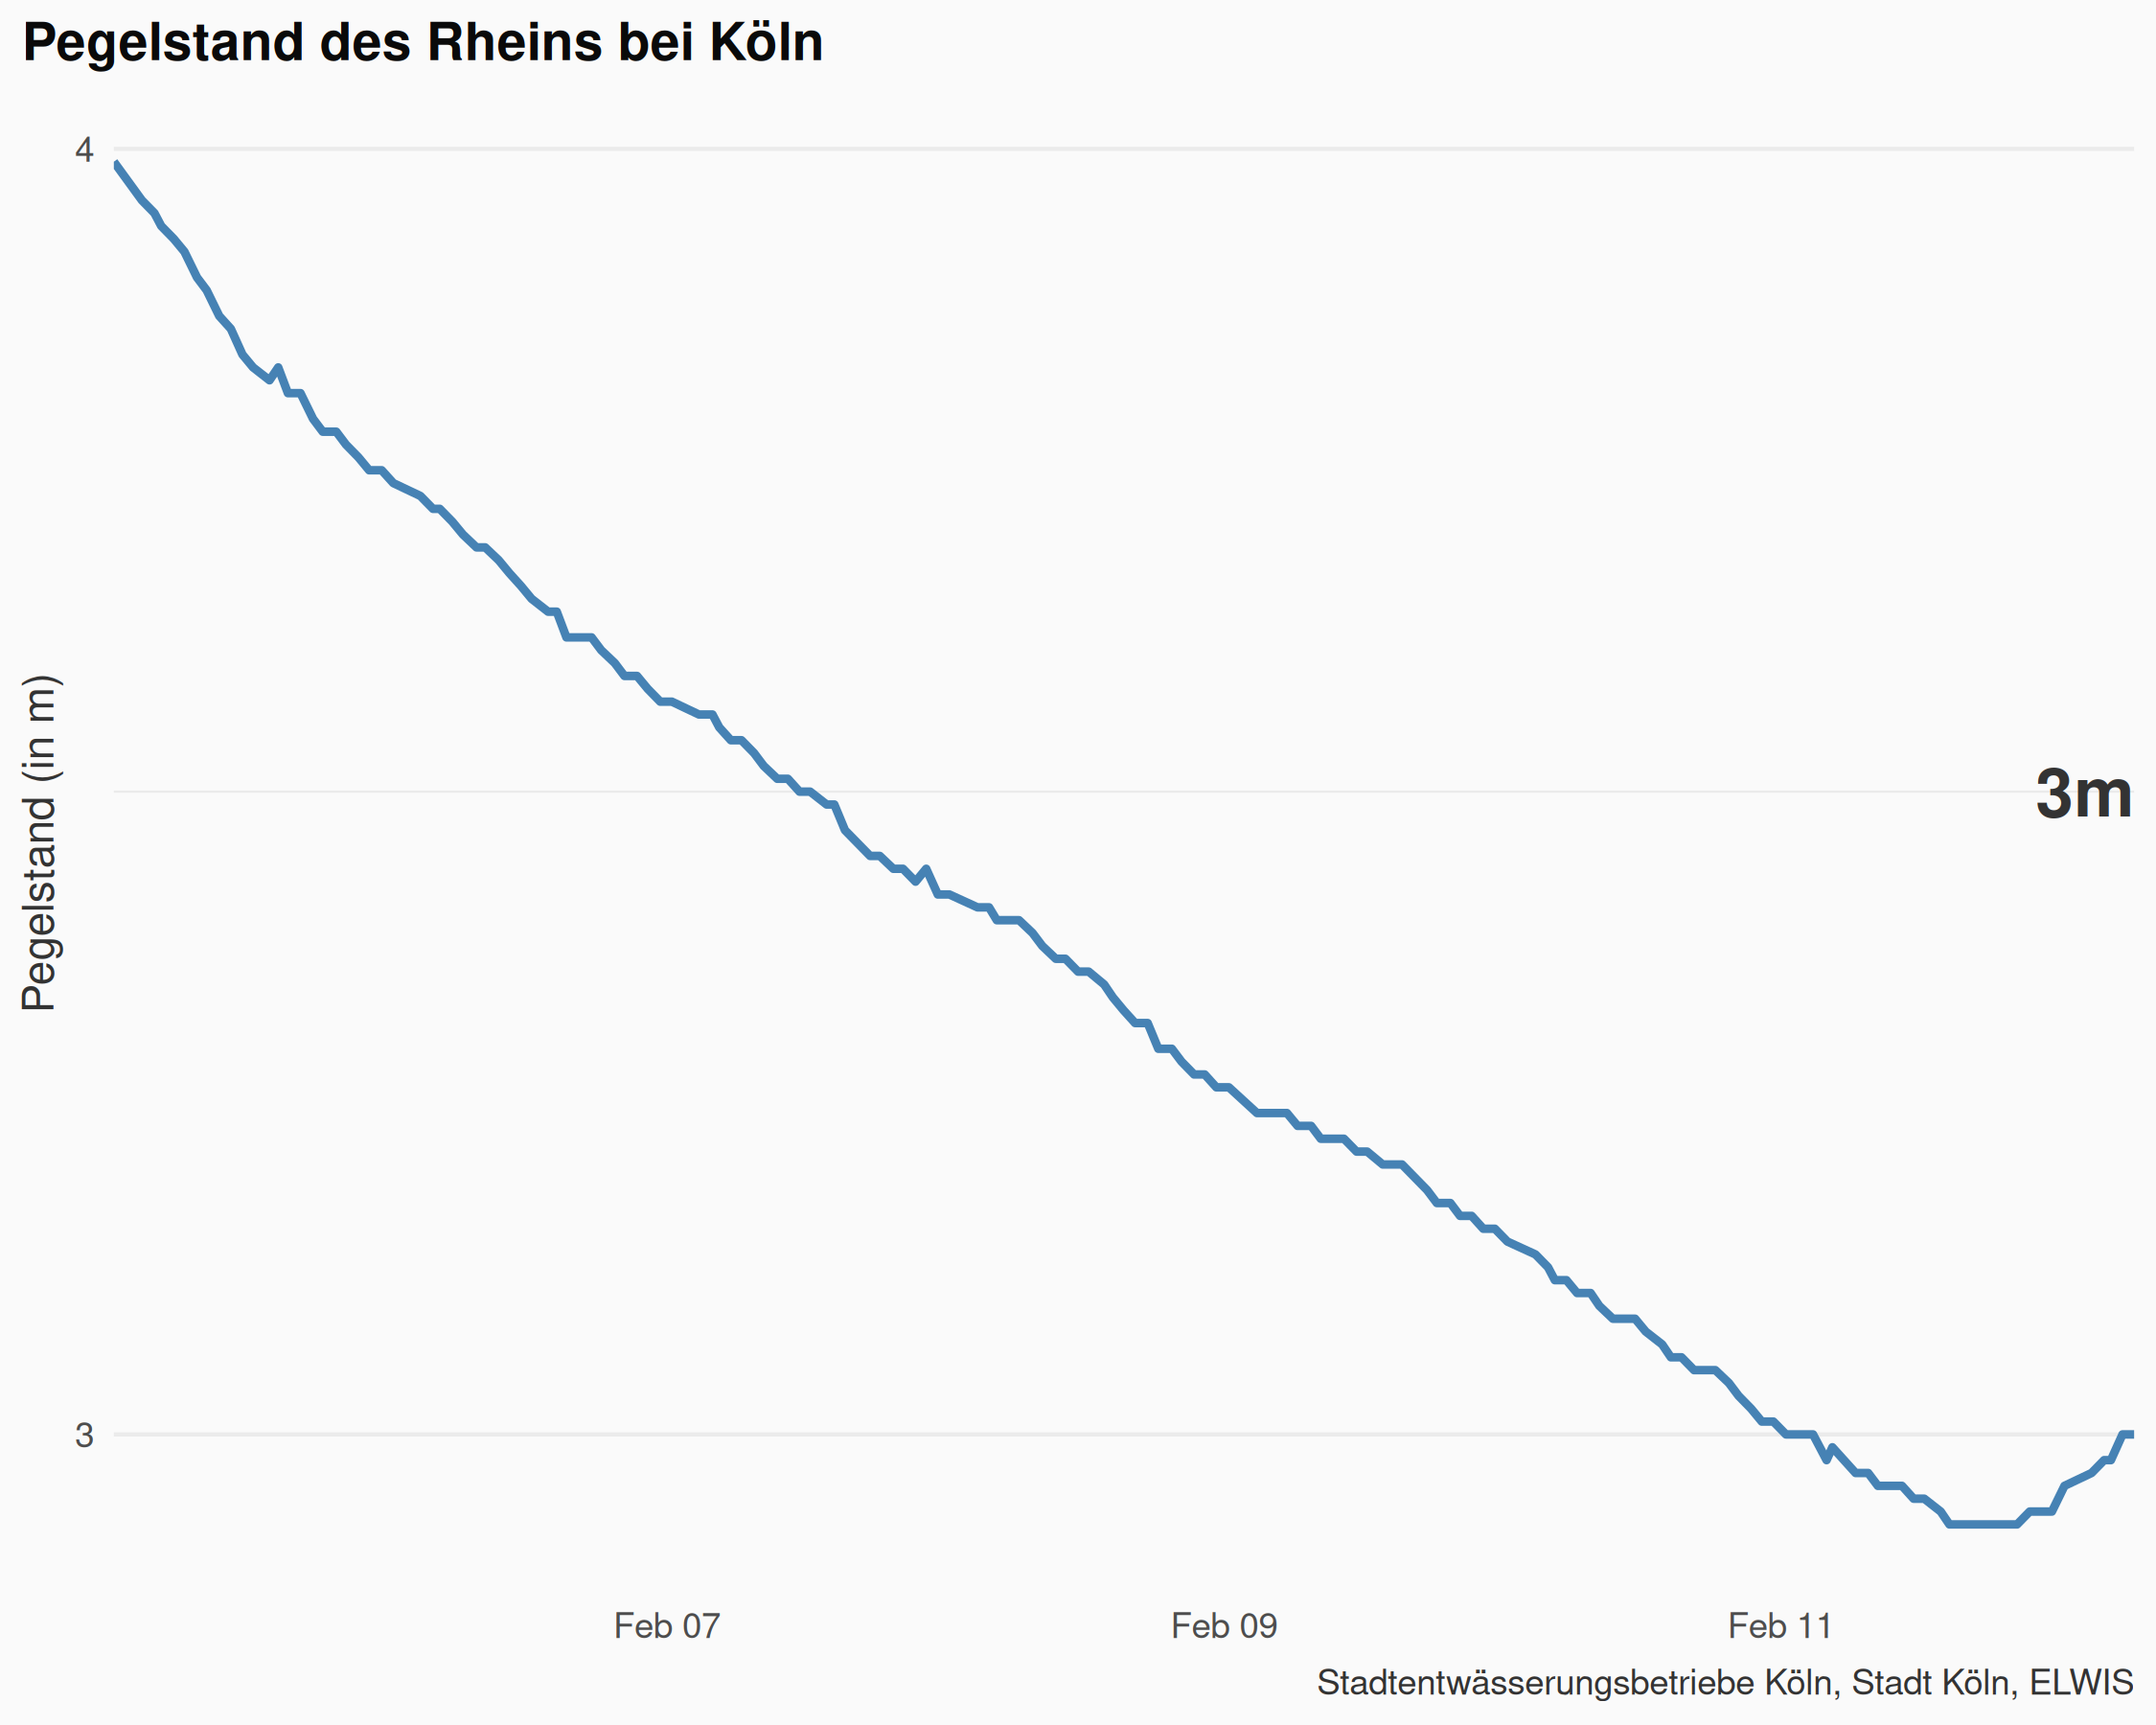 Pegelstand des Rheins bei Köln
4
Pegelstand (in m)
3m
3
Feb 07
Feb 09
Feb 11
Stadtentwässerungsbetriebe Köln, Stadt Köln, ELWIS